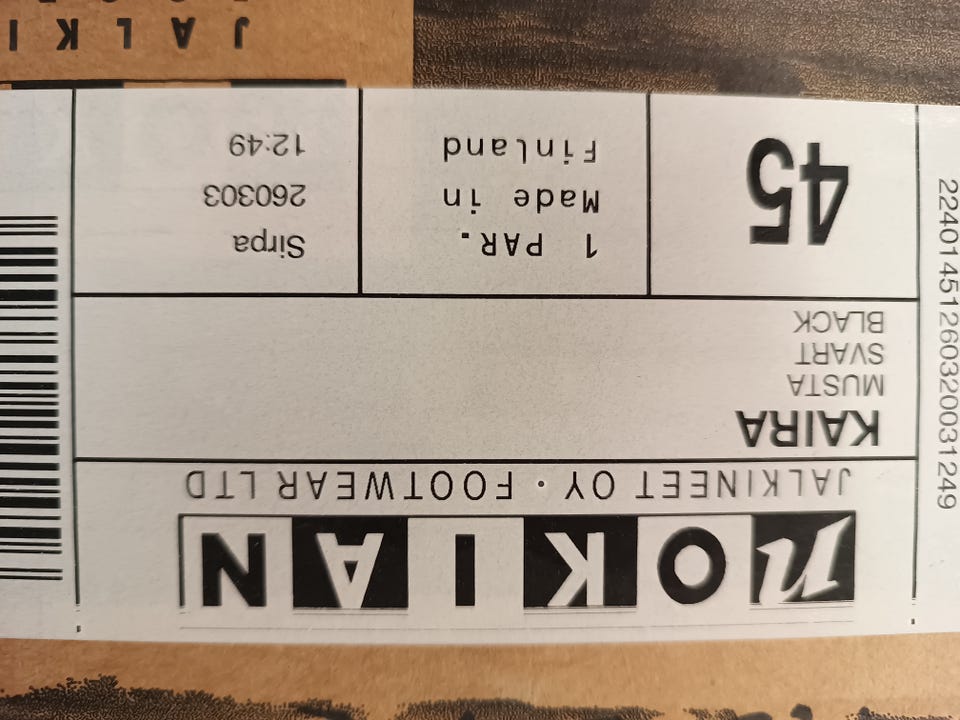 nOKIAN
JALKINEET OY · FOOTWEAR LTD
KAIRA
MUSTA
SVART
BLACK
45
1 PAR.
Made in
Finland
Sirpa
260303
12:49
22401451260320031249
JALKI